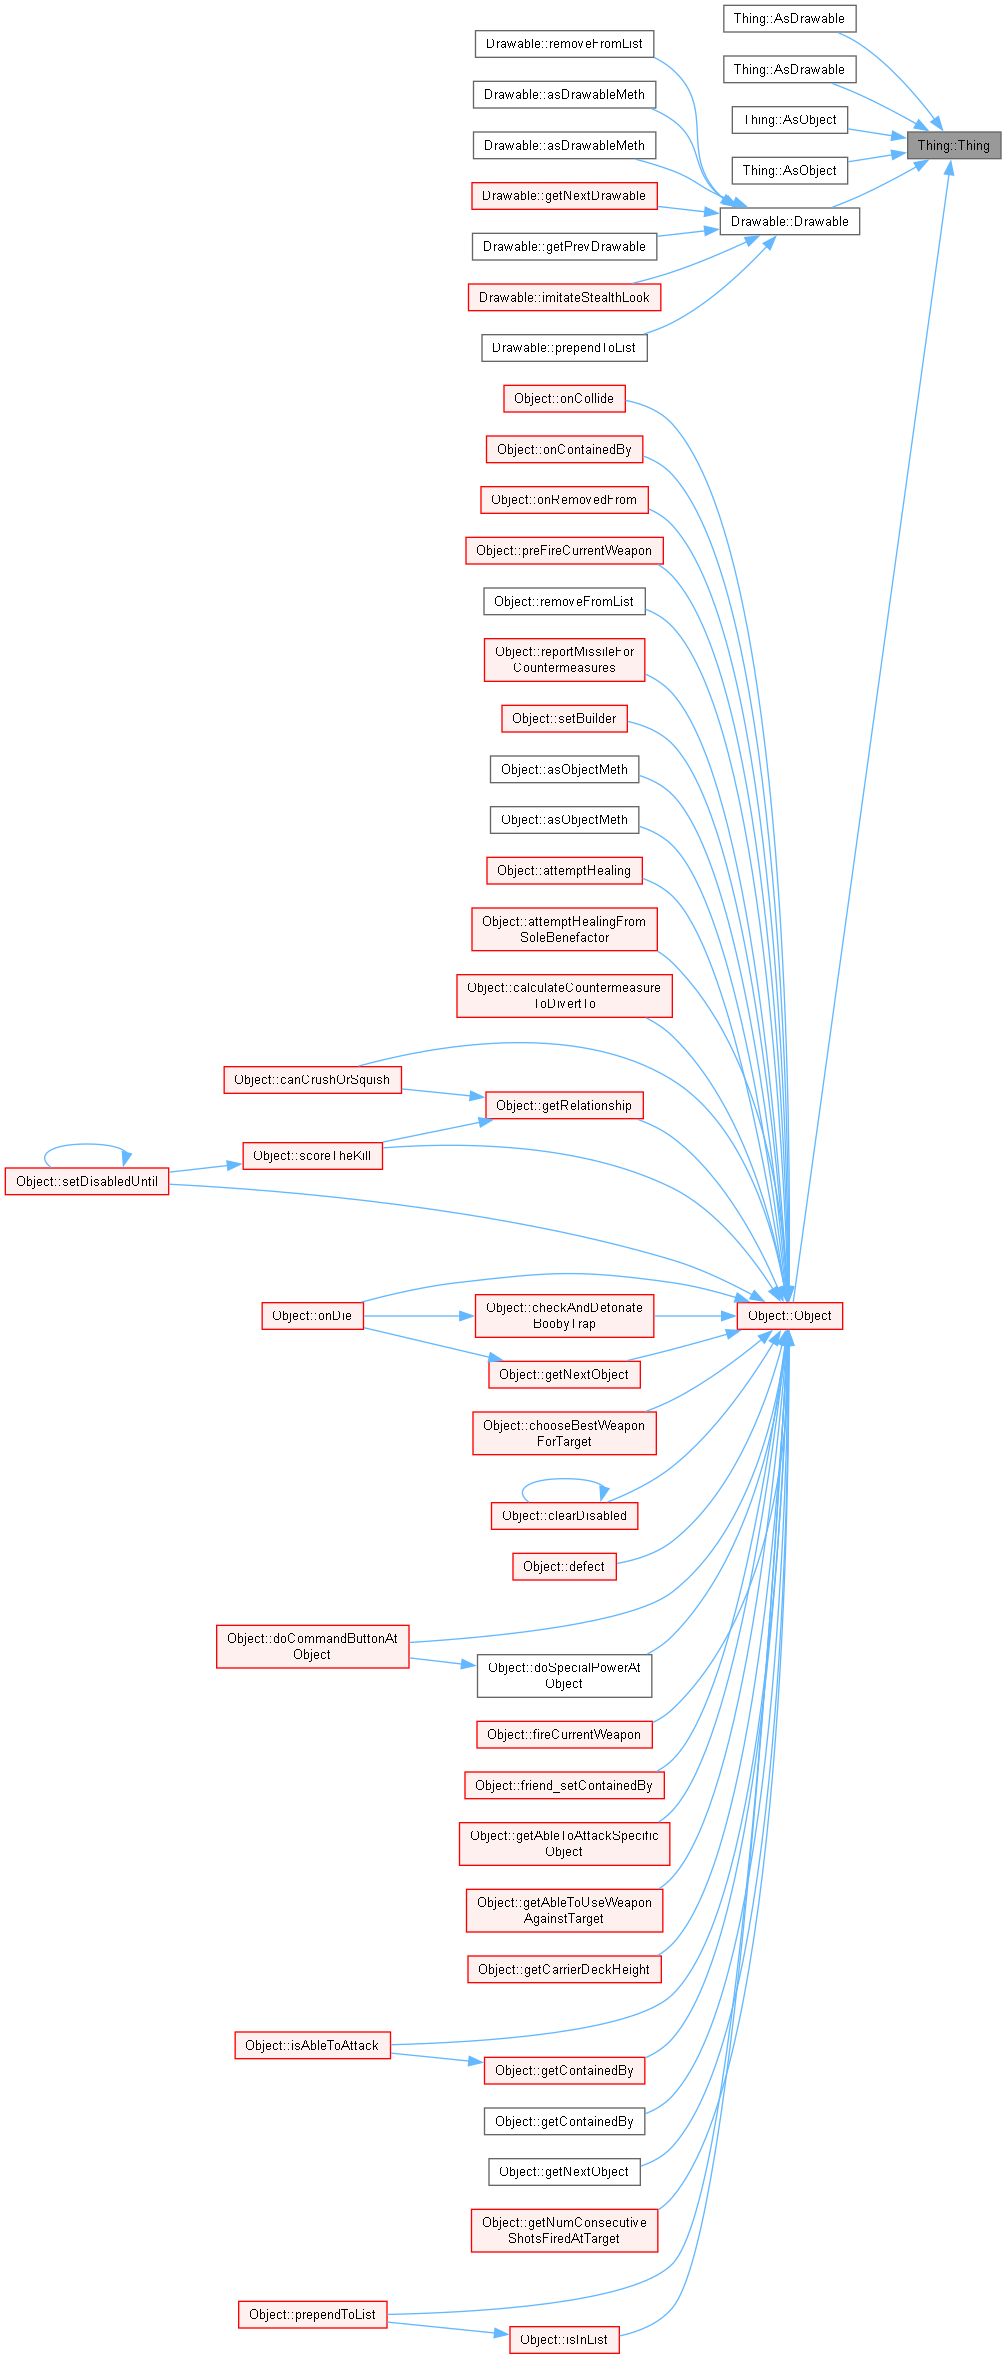 Thing::AsDrawable
Drawable::removeFromList
Thing::AsDrawable
Drawable::asDrawableMeth
Thing::AsObject
Drawable::asDrawableMeth
Thing::Thing
Thing::AsObject
Drawable::getNextDrawable
Drawable::Drawable
Drawable::getPrevDrawable
Drawable::imitateStealthLook
Drawable::prependToList
Object::onCollide
Object::onContainedBy
Object::onRemovedFrom
Object::preFireCurrentWeapon
Object::removeFromList
Object::reportMissileFor
Countermeasures
Object::setBuilder
Object::asObjectMeth
Object::asObjectMeth
Object::attemptHealing
Object::attemptHealingFrom
SoleBenefactor
Object::calculateCountermeasure
ToDivertTo
Object::canCrushOrSquish
Object::getRelationship
Object::scoreTheKill
Object::setDisabledUntil
Object::onDie
Object::checkAndDetonate
BoobyTrap
Object::Object
Object::getNextObject
Object::chooseBestWeapon
ForTarget
Object::clearDisabled
Object::defect
Object::doCommandButtonAt
Object
Object::doSpecialPowerAt
Object
Object::fireCurrentWeapon
Object::friend_setContainedBy
Object::getAbleToAttackSpecific
Object
Object::getAbleToUseWeapon
AgainstTarget
Object::getCarrierDeckHeight
Object::isAbleToAttack
Object::getContainedBy
Object::getContainedBy
Object::getNextObject
Object::getNumConsecutive
ShotsFiredAtTarget
Object::prependToList
Object::isInList